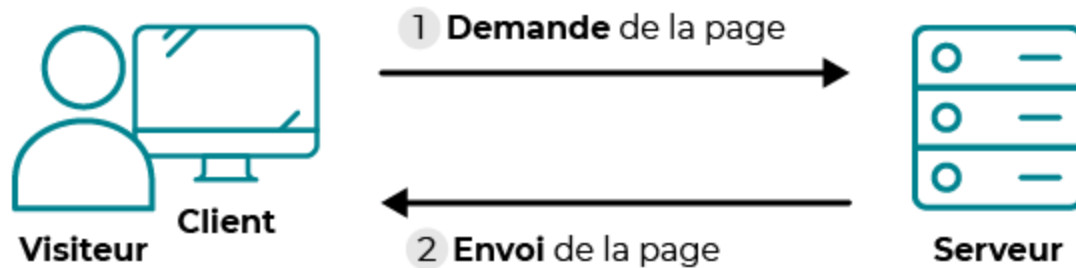 1 Demande de la page
Client
Visiteur
2 Envoi de la page
Serveur